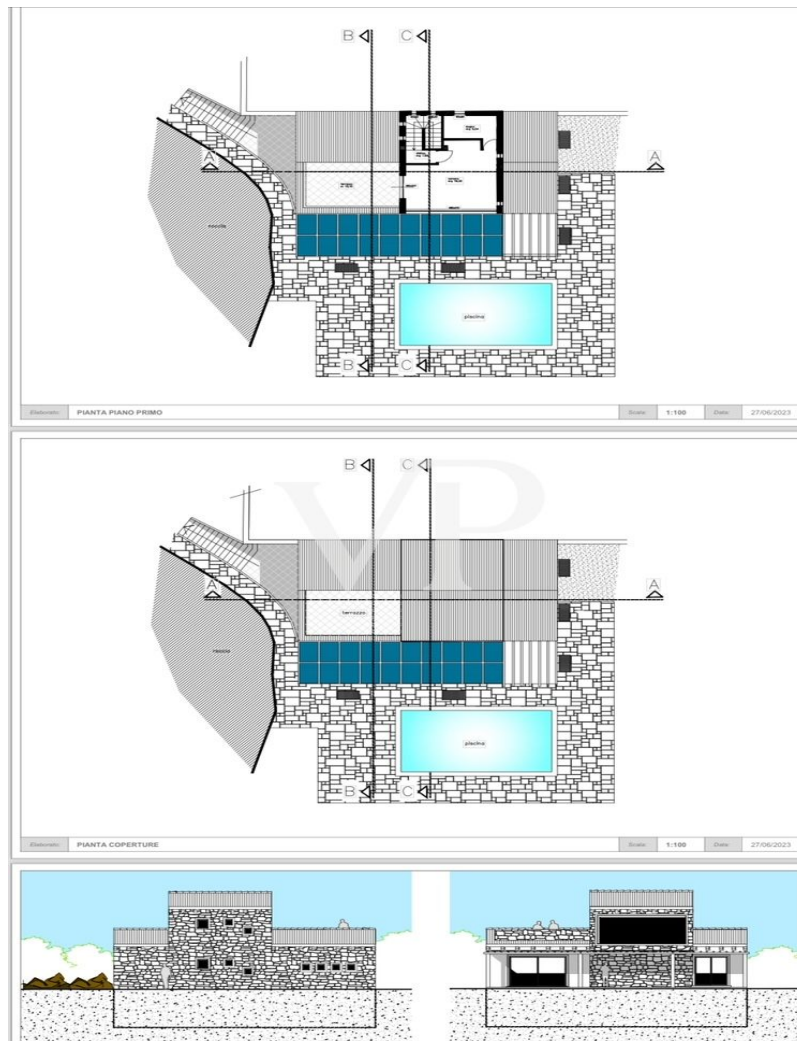 B C
A A
roccia
piscina
B C
Elaborato: PIANTA PIANO PRIMO Scala: 1:100 Data: 27/06/2023
B C
VP
A A
terrazzo
roccia
piscina
B C
Elaborato: PIANTA COPERTURE Scala: 1:100 Data: 27/06/2023